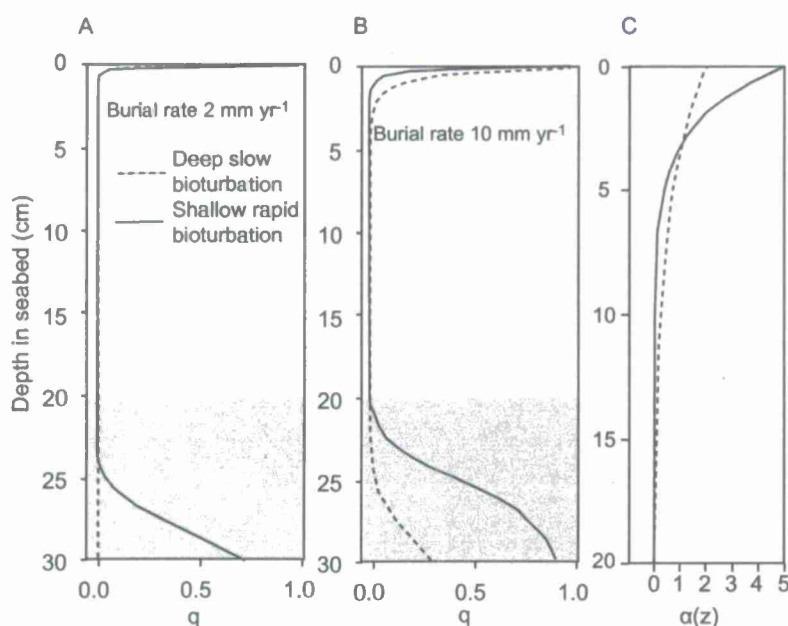 A
B
C
0
5
10
15
20
25
30
Depth in seabed (cm)
Burial rate 2 mm yr-1
Deep slow
bioturbation
Shallow rapid
bioturbation
0.0
0.5
1.0
q
0
5
10
15
20
25
30
Burial rate 10 mm yr-1
0.0
0.5
1.0
q
0
5
10
15
20
0 1 2 3 4 5
α(z)